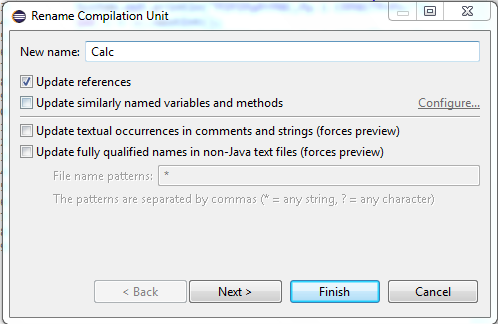 Rename Compilation Unit
New name: Calc
Update references
Update similarly named variables and methods Configure...
Update textual occurrences in comments and strings (forces preview)
Update fully qualified names in non-Java text files (forces preview)
File name patterns: *
The patterns are separated by commas (* = any string, ? = any character)
< Back Next > Finish Cancel